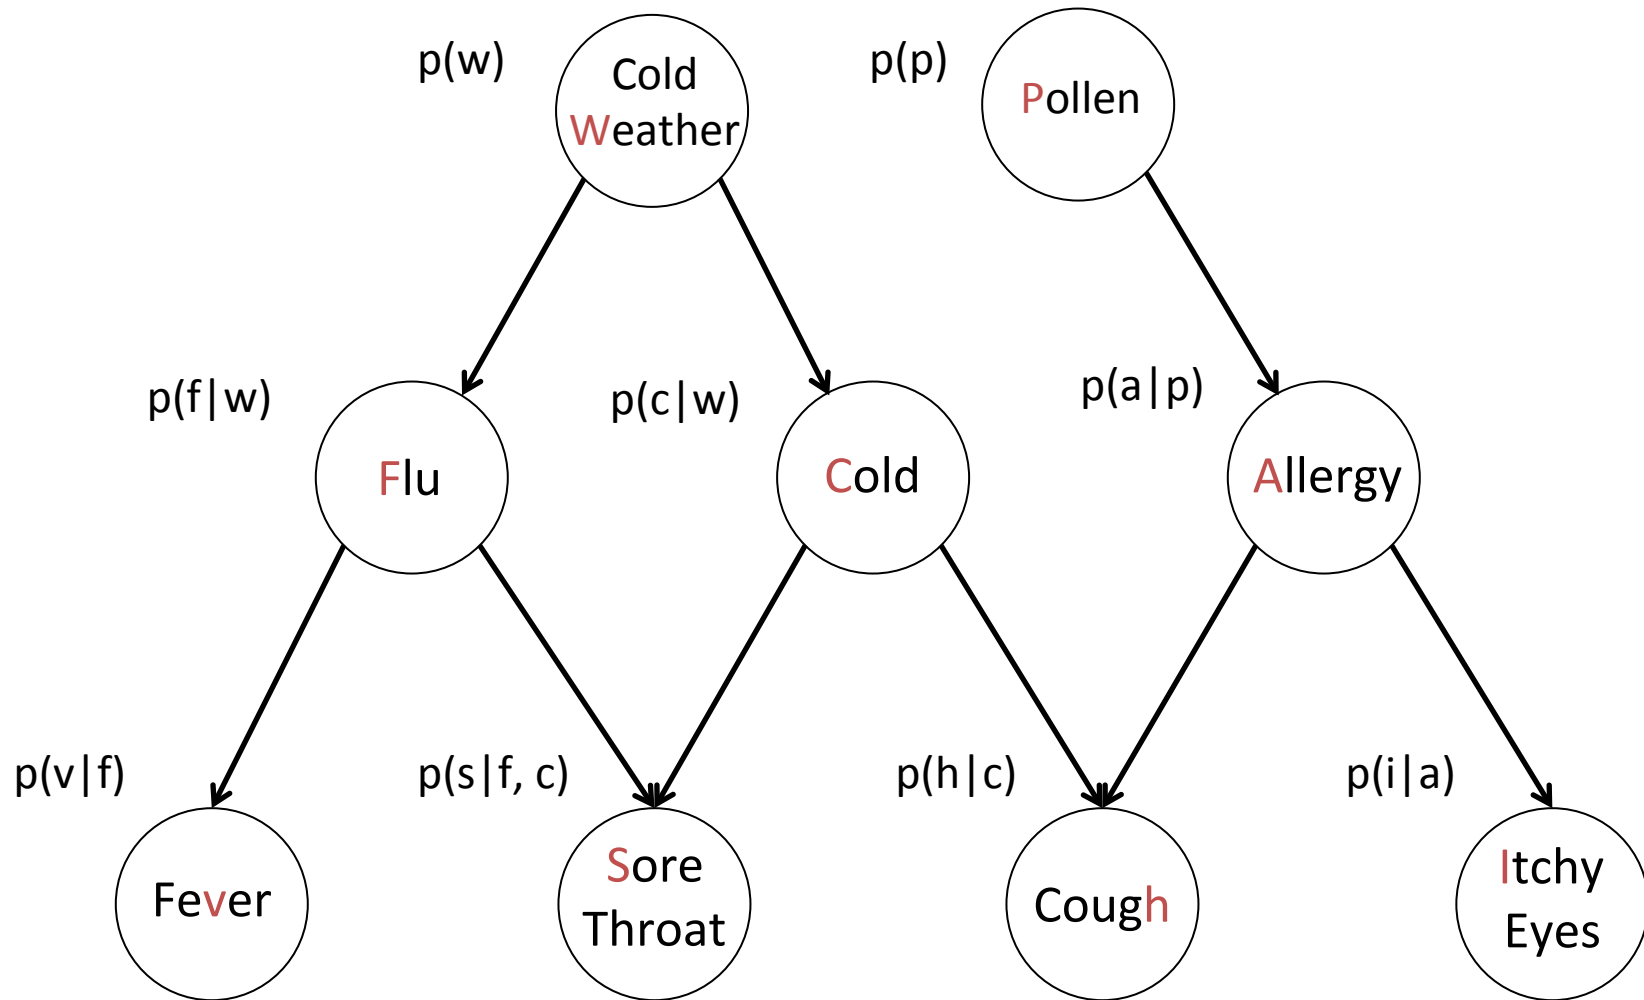 p(w)
Cold
Weather
p(p)
Pollen
p(f|w)
Flu
p(c|w)
Cold
p(a|p)
Allergy
p(v|f)
Fever
p(s|f, c)
Sore
Throat
p(h|c)
Cough
p(i|a)
Itchy
Eyes